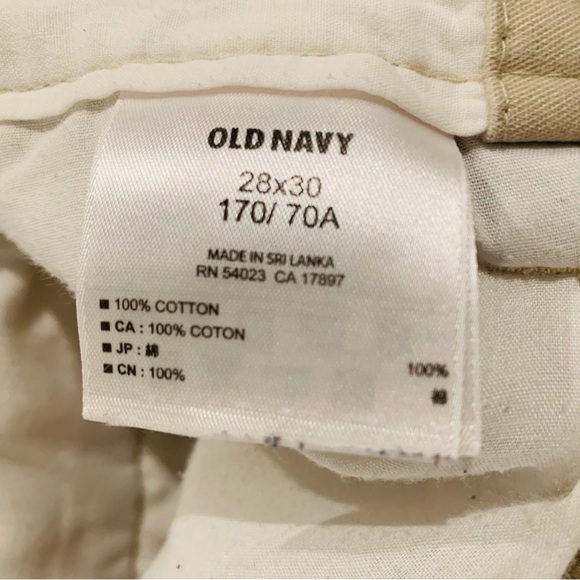 OLD NAVY
28x30
170/ 70A
MADE IN SRI LANKA
RN 54023 CA 17897
100% COTTON
CA : 100% COTON
JP : 綿 100%
CN : 100% 棉